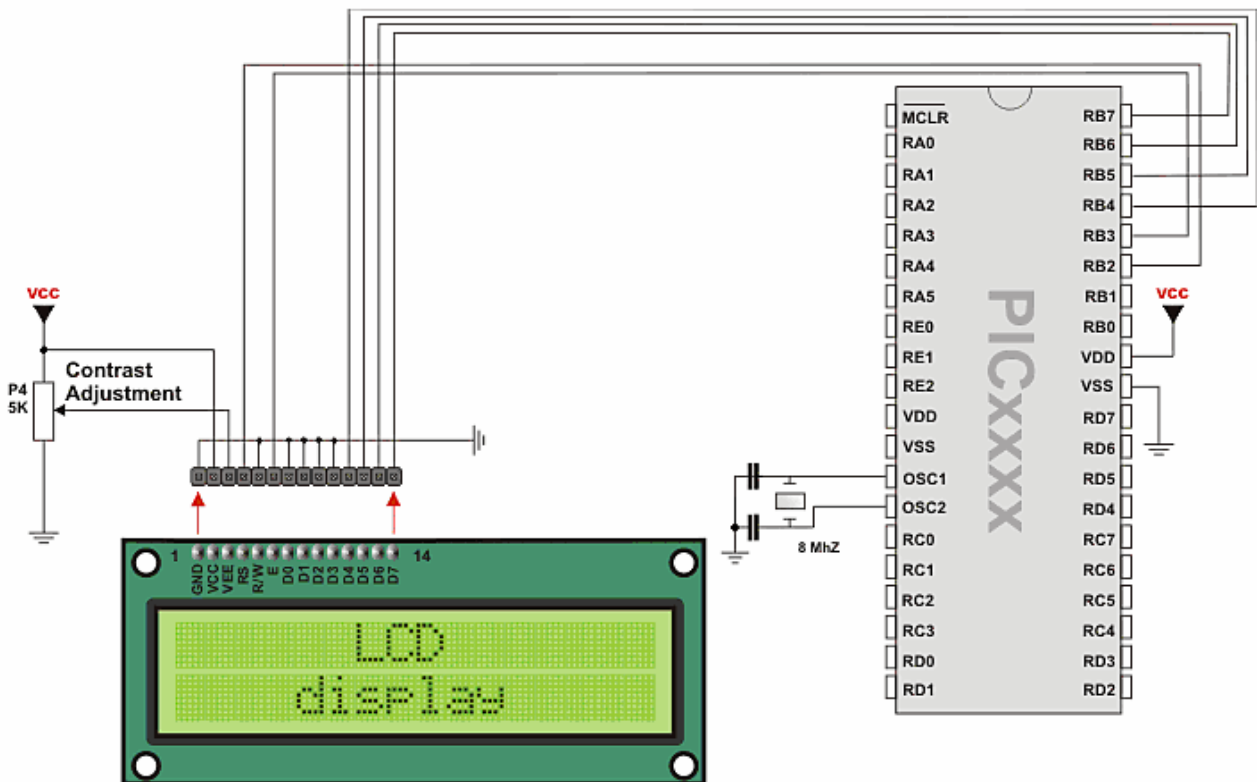 MCLR
RA0
RA1
RA2
RA3
RA4
RA5
RE0
RE1
RE2
VDD
VSS
OSC1
OSC2
RC0
RC1
RC2
RC3
RD0
RD1
PICxxxx
RB7
RB6
RB5
RB4
RB3
RB2
RB1
RB0
VDD
VSS
RD7
RD6
RD5
RD4
RC7
RC6
RC5
RC4
RD3
RD2
vcc
vcc
P4
5K
Contrast
Adjustment
8 MhZ
1
14
GND
VCC
VEE
RS
R/W
E
D0
D1
D2
D3
D4
D5
D6
D7
LCD
display